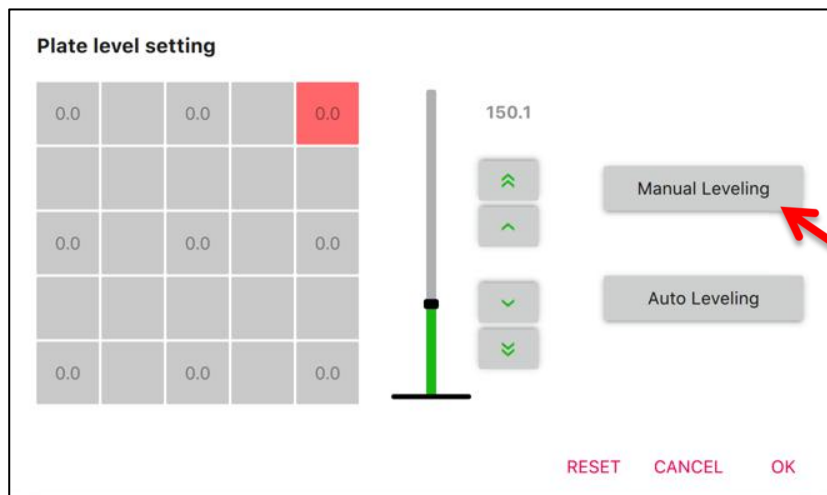 Plate level setting
0.0 0.0 0.0
150.1
Manual Leveling
0.0 0.0 0.0
Auto Leveling
0.0 0.0 0.0
RESET CANCEL OK